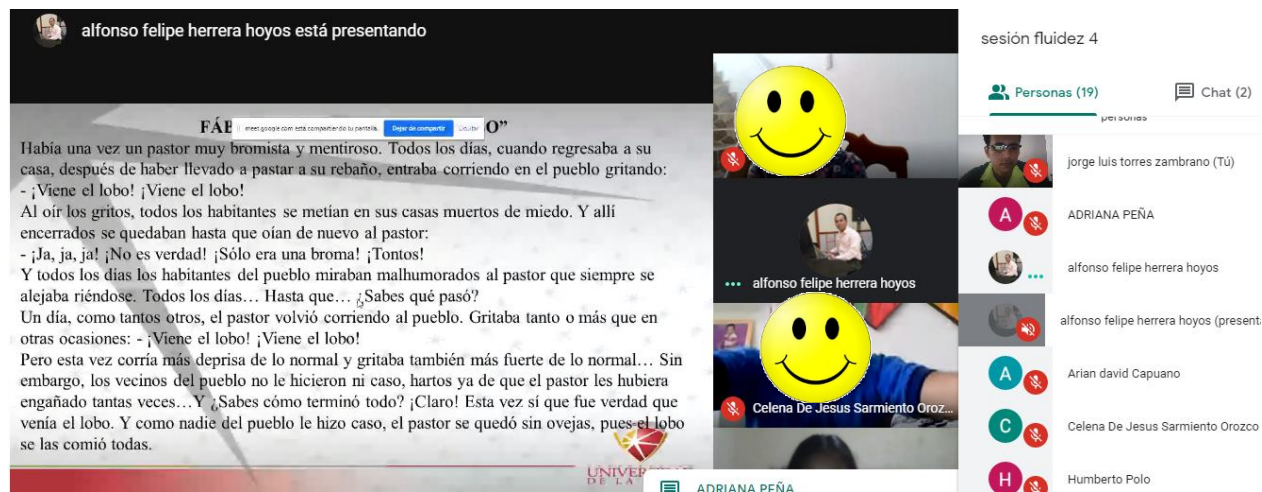 alfonso felipe herrera hoyos está presentando
FÁB
meet.google.com está compartiendo tu pantalla.
Dejar de compartir
Ocultar
O”
Había una vez un pastor muy bromista y mentiroso. Todos los días, cuando regresaba a su
casa, después de haber llevado a pastar a su rebaño, entraba corriendo en el pueblo gritando:
- ¡Viene el lobo! ¡Viene el lobo!
Al oír los gritos, todos los habitantes se metían en sus casas muertos de miedo. Y allí
encerrados se quedaban hasta que oían de nuevo al pastor:
- ¡Ja, ja, ja! ¡No es verdad! ¡Sólo era una broma! ¡Tontos!
Y todos los días los habitantes del pueblo miraban malhumorados al pastor que siempre se
alejaba riéndose. Todos los días… Hasta que… ¿Sabes qué pasó?
Un día, como tantos otros, el pastor volvió corriendo al pueblo. Gritaba tanto o más que en
otras ocasiones: - ¡Viene el lobo! ¡Viene el lobo!
Pero esta vez corría más deprisa de lo normal y gritaba también más fuerte de lo normal… Sin
embargo, los vecinos del pueblo no le hicieron ni caso, hartos ya de que el pastor les hubiera
engañado tantas veces…Y ¿Sabes cómo terminó todo? ¡Claro! Esta vez sí que fue verdad que
venía el lobo. Y como nadie del pueblo le hizo caso, el pastor se quedó sin ovejas, pues el lobo
se las comió todas.
UNIVER
DE LA
alfonso felipe herrera hoyos
Celena De Jesus Sarmiento Oroz...
ADRIANA PEÑA
sesión fluidez 4
Personas (19)
Chat (2)
personas
jorge luis torres zambrano (Tú)
A
ADRIANA PEÑA
alfonso felipe herrera hoyos
alfonso felipe herrera hoyos (present
A
Arian david Capuano
C
Celena De Jesus Sarmiento Orozco
H
Humberto Polo